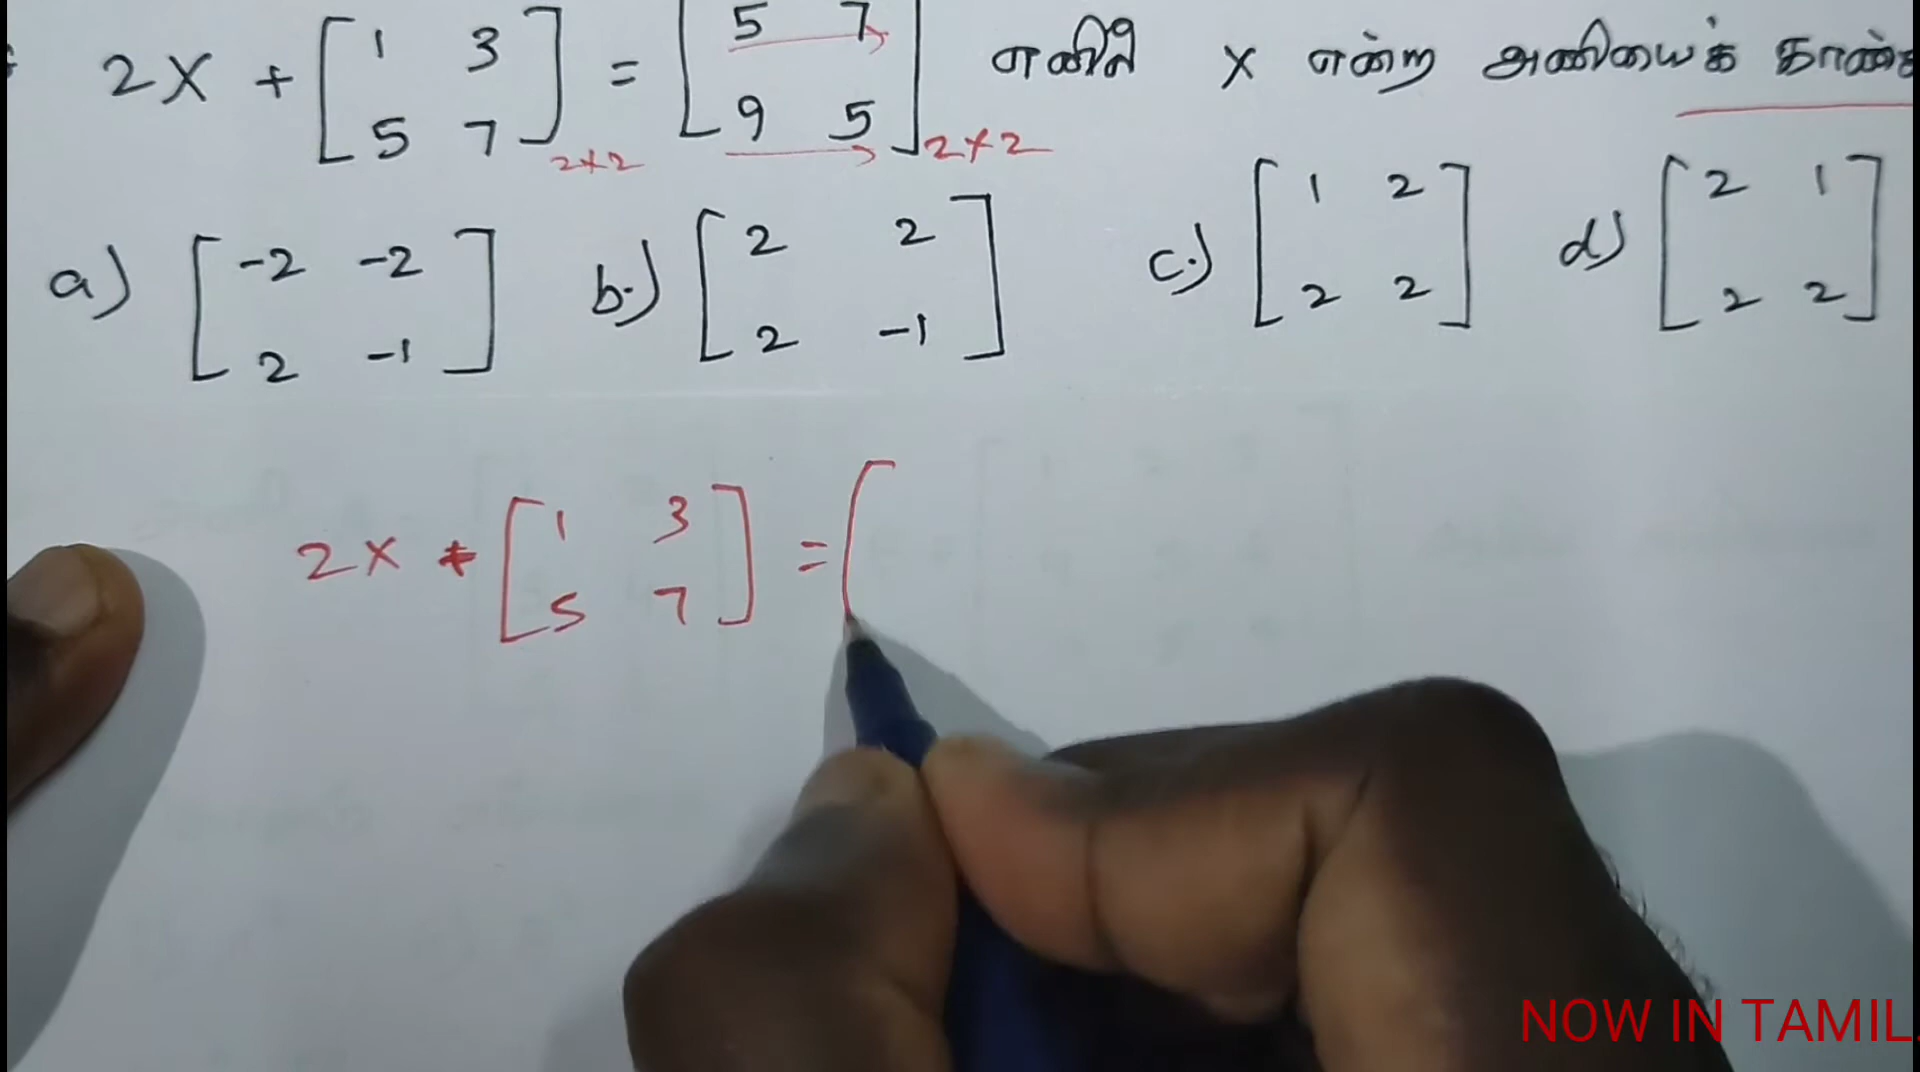 2X + [ 1 3 ] = [ 5 7 ] எனில் X என்ற அணியைக்
[ 5 7 ] 2×2 [ 9 5 ] 2×2
a) [ -2 -2 ] b.) [ 2 2 ] c.) [ 1 2 ] d) [ 2 1 ]
[ 2 -1 ] [ 2 -1 ] [ 2 2 ] [ 2 2 ]
2X + [ 1 3 ] = [
[ 5 7 ]
NOW IN TAMIL